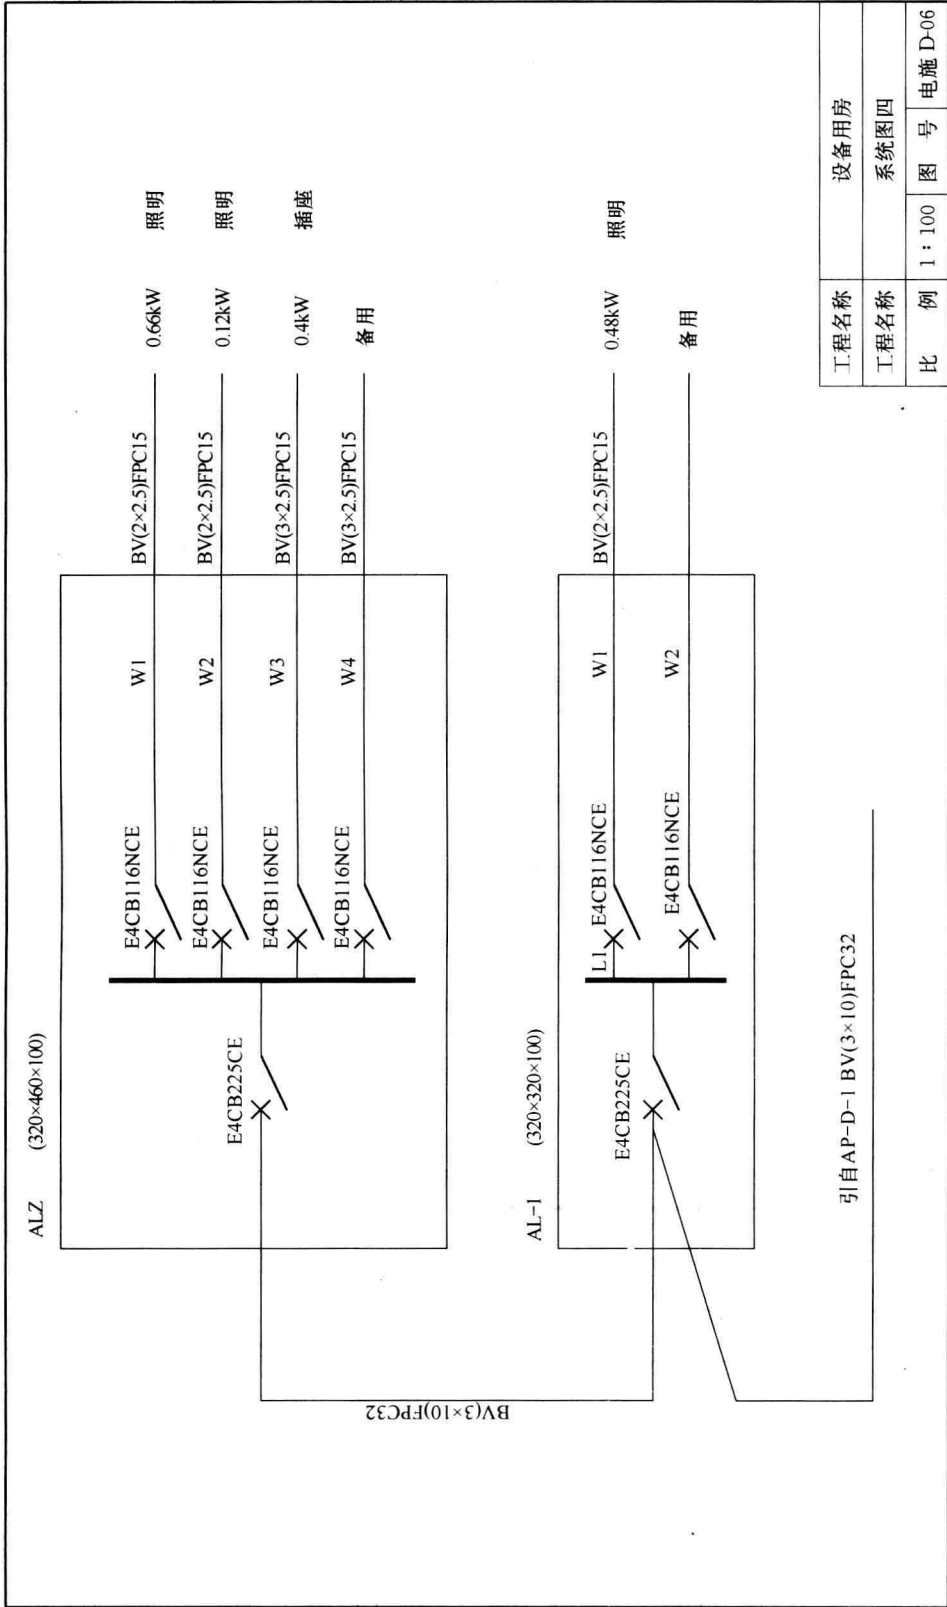 ALZ (320×460×100)
E4CB225CE
E4CB116NCE W1 BV(2×2.5)FPC15 0.66kW 照明
E4CB116NCE W2 BV(2×2.5)FPC15 0.12kW 照明
E4CB116NCE W3 BV(3×2.5)FPC15 0.4kW 插座
E4CB116NCE W4 BV(3×2.5)FPC15 备用
BV(3×10)FPC32
AL-1 (320×320×100)
E4CB225CE
L1 E4CB116NCE W1 BV(2×2.5)FPC15 0.48kW 照明
E4CB116NCE W2 备用
引自AP-D-1 BV(3×10)FPC32
工程名称 设备用房
工程名称 系统图四
比 例 1：100 图 号 电施 D-06